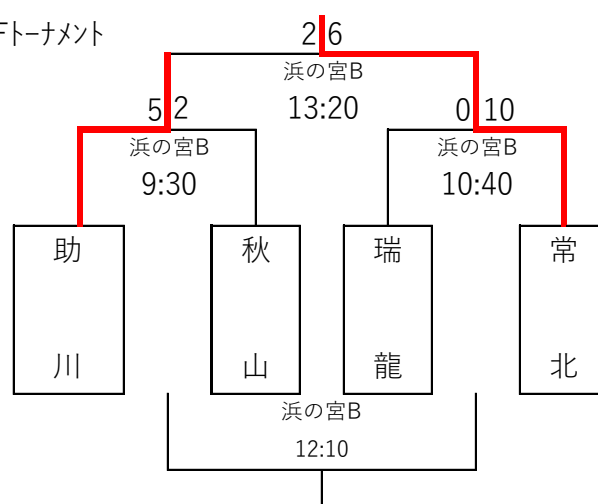 Fトーナメント
2 6
浜の宮B
13:20
5 2
0 10
浜の宮B
浜の宮B
9:30
10:40
助川
秋山
瑞龍
常北
浜の宮B
12:10